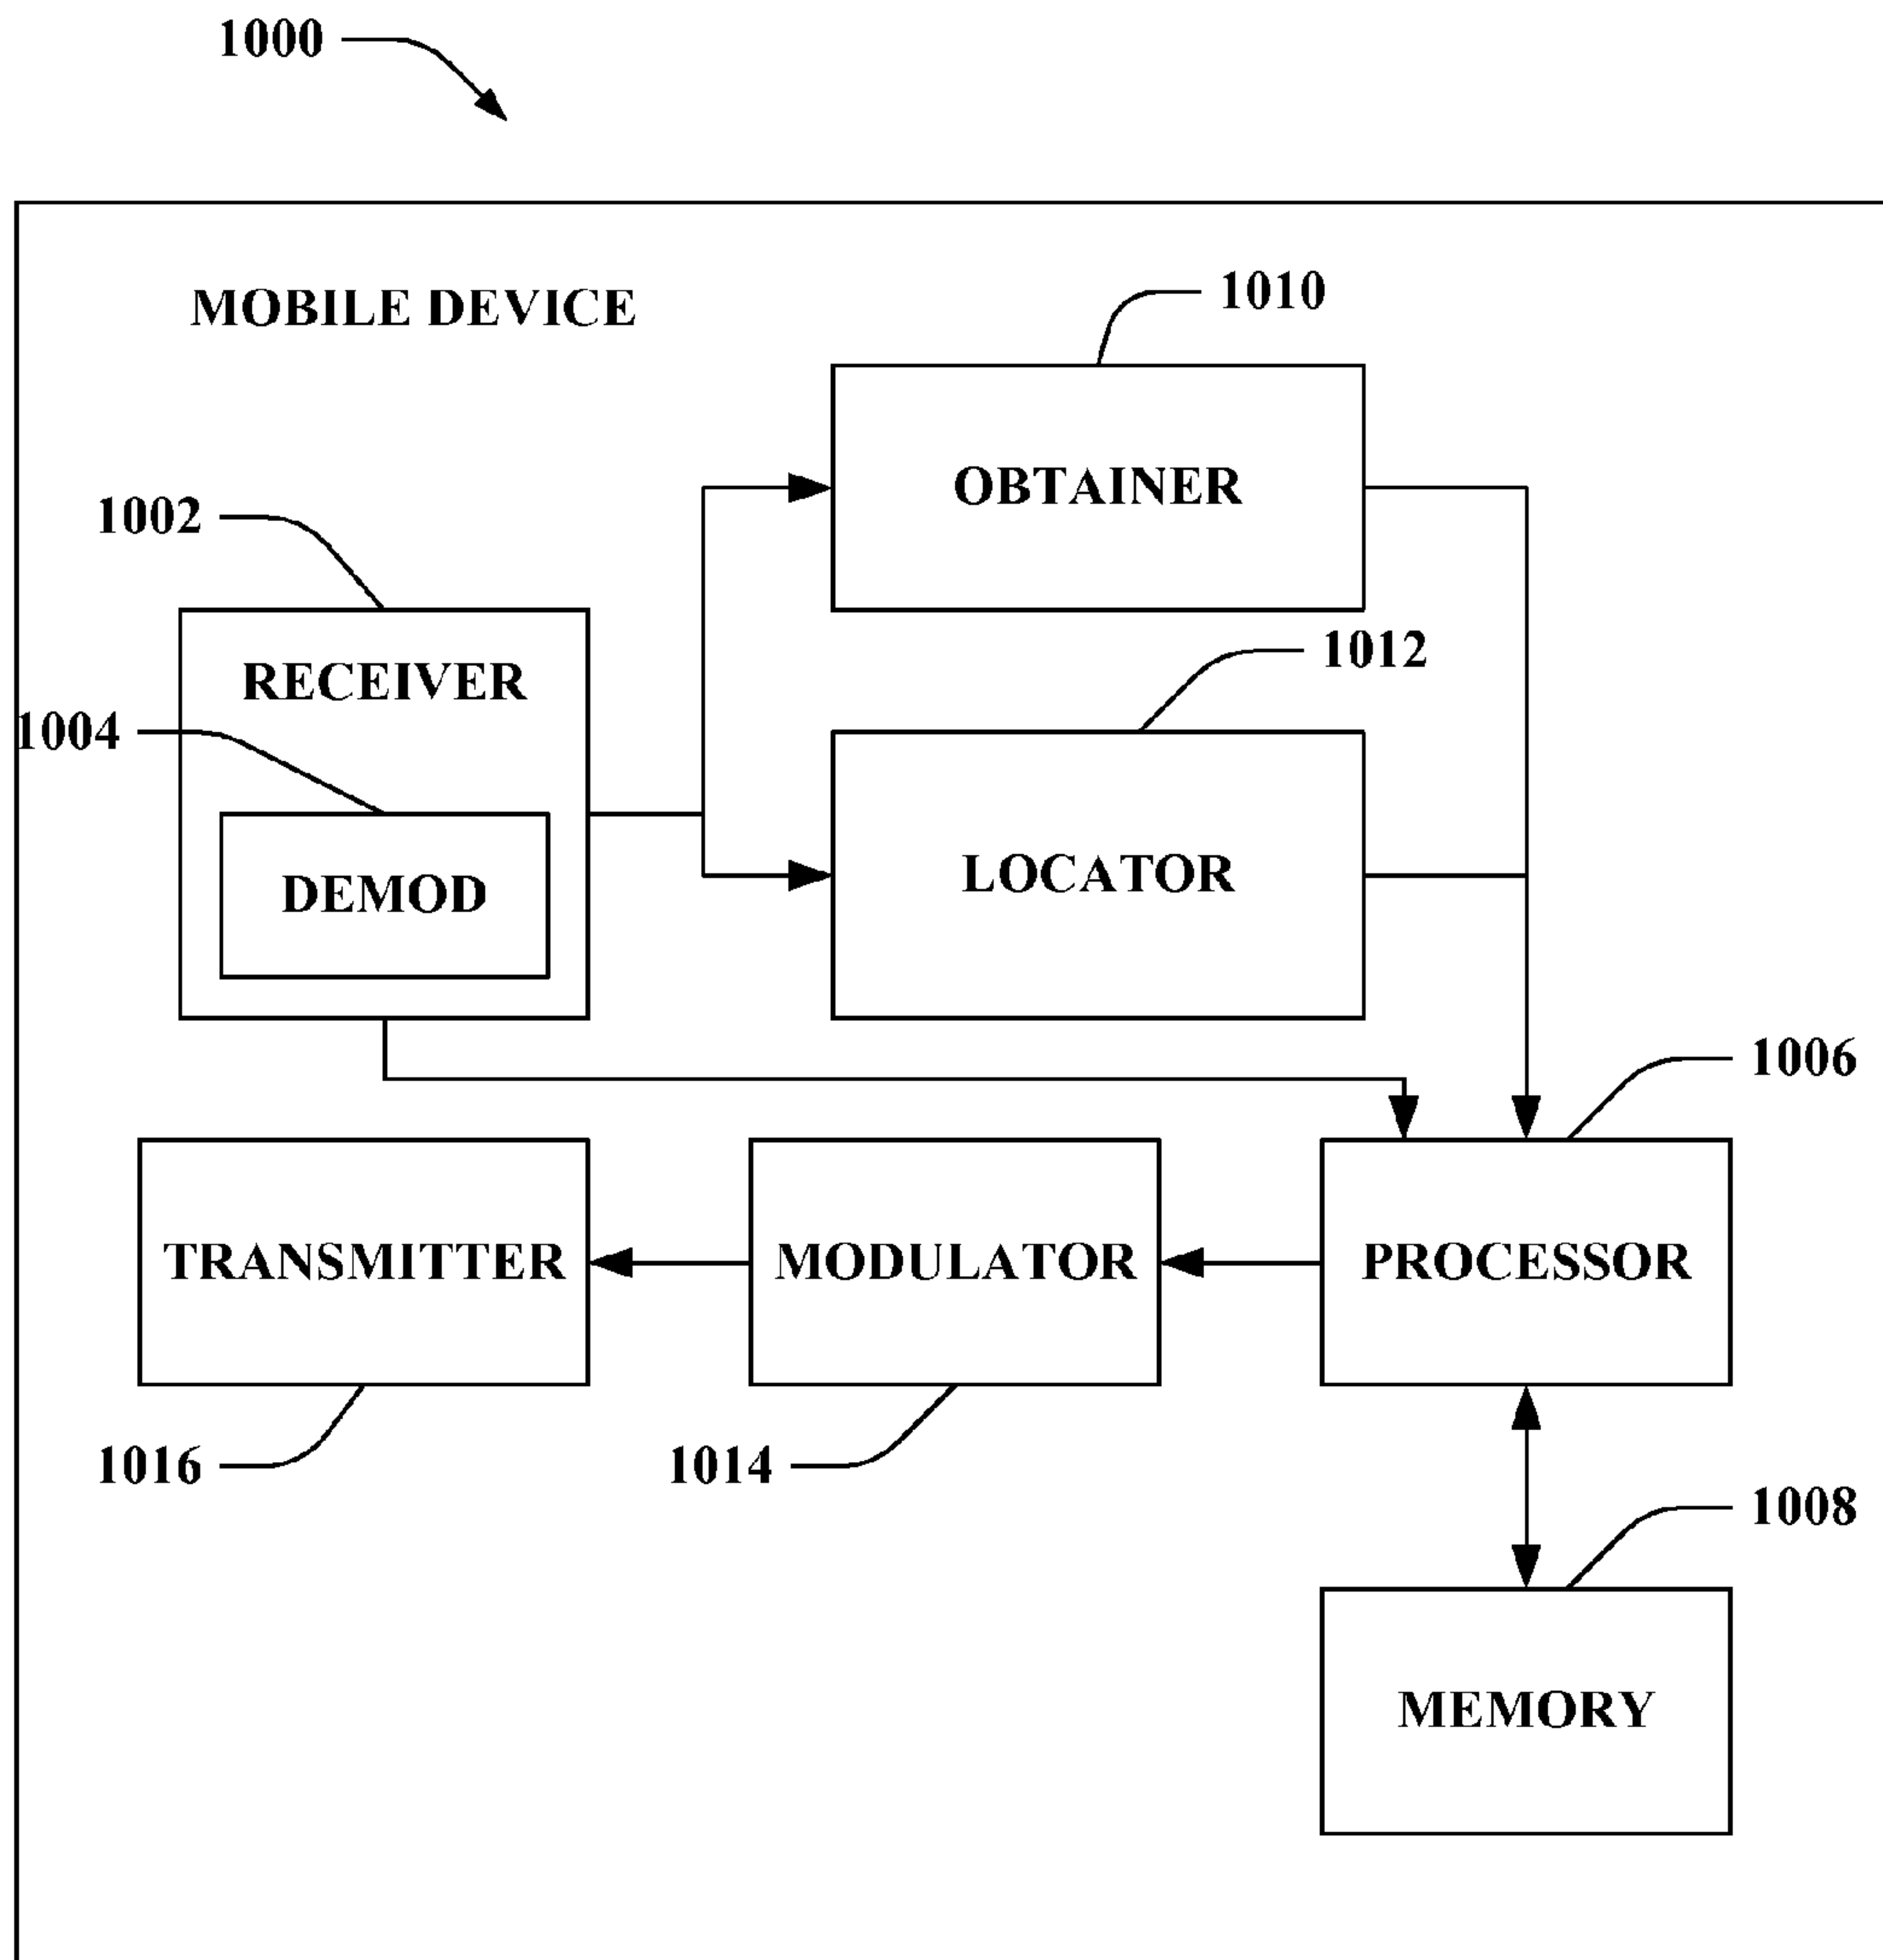 1000
MOBILE DEVICE
1010
OBTAINER
1002
1012
RECEIVER
1004
LOCATOR
DEMOD
1006
TRANSMITTER
MODULATOR
PROCESSOR
1016
1014
1008
MEMORY